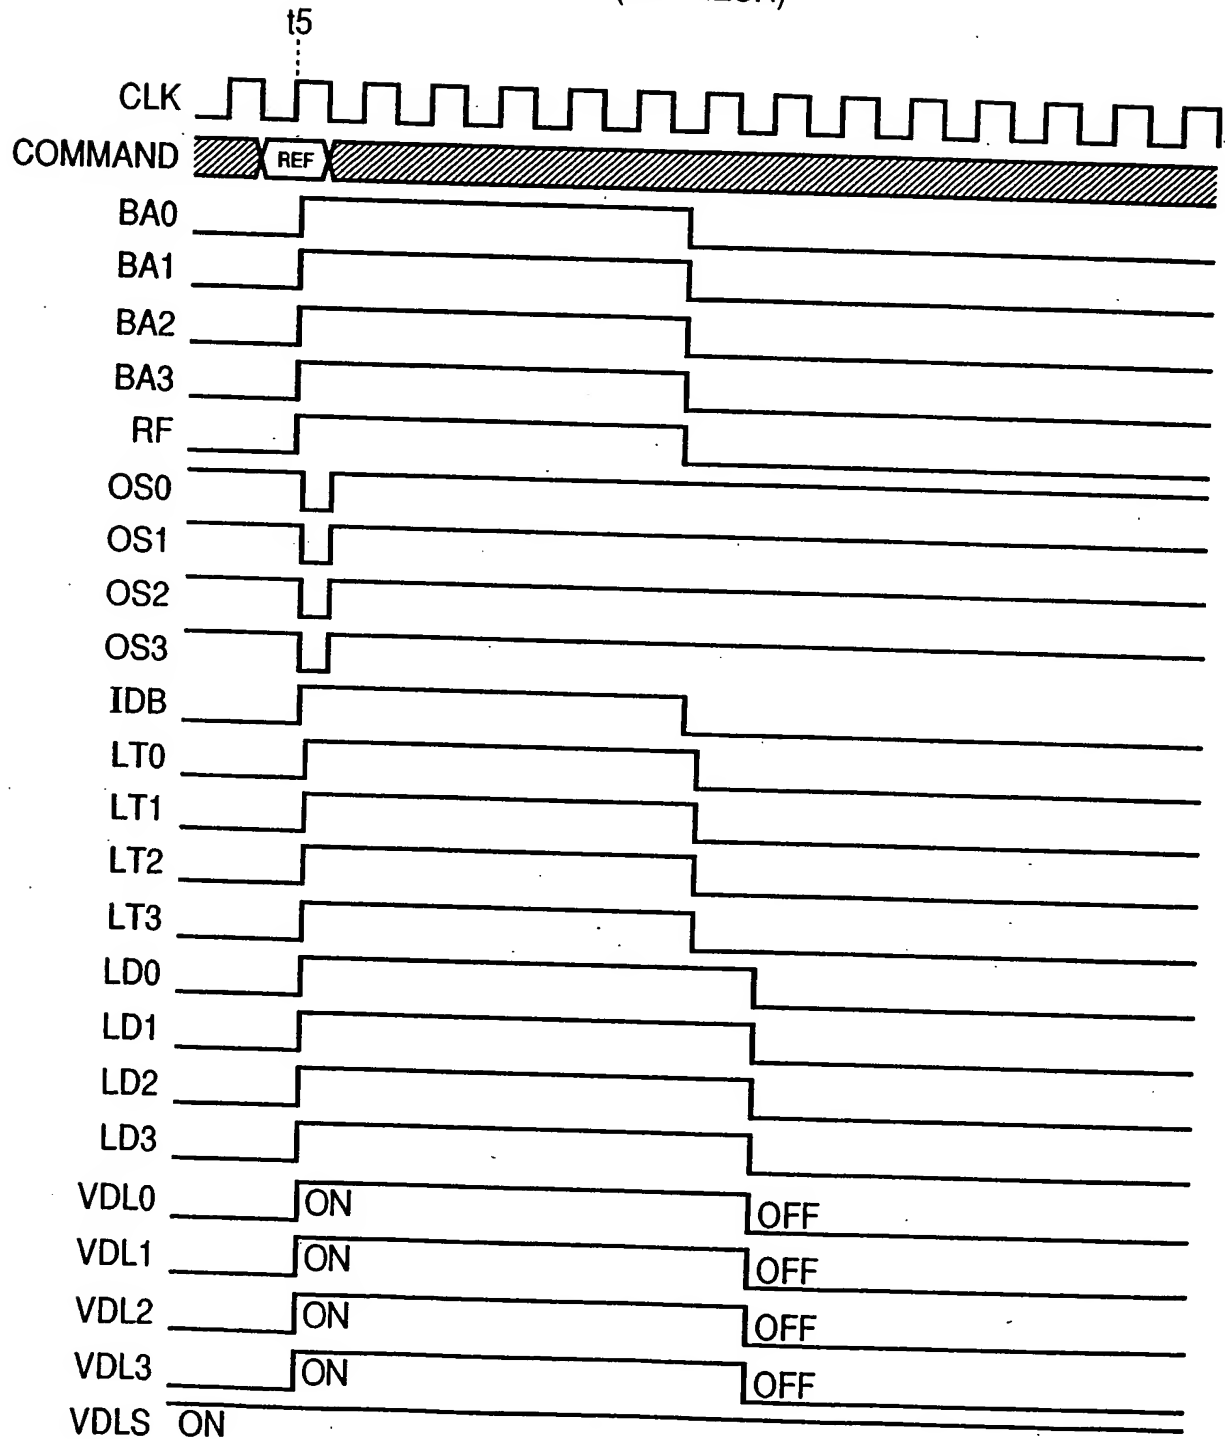 t5
CLK
COMMAND REF
BA0
BA1
BA2
BA3
RF
OS0
OS1
OS2
OS3
IDB
LT0
LT1
LT2
LT3
LD0
LD1
LD2
LD3
VDL0 ON OFF
VDL1 ON OFF
VDL2 ON OFF
VDL3 ON OFF
VDLS ON